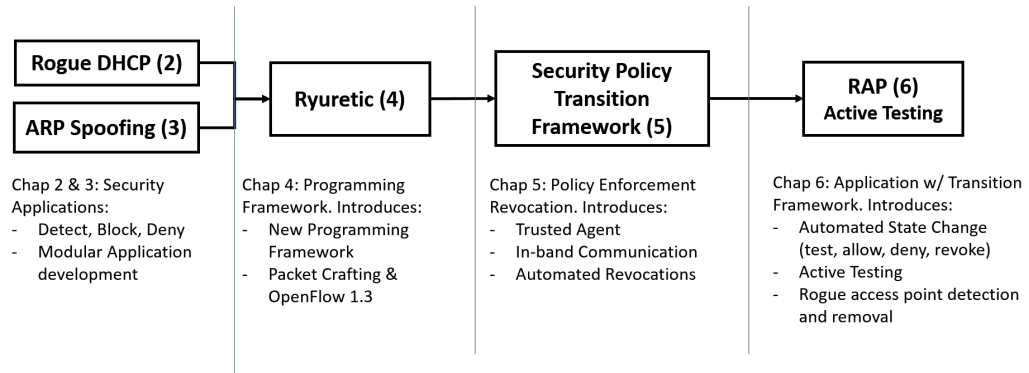 Rogue DHCP (2)
ARP Spoofing (3)
Ryuretic (4)
Security Policy
Transition
Framework (5)
RAP (6)
Active Testing
Chap 2 & 3: Security
Applications:
- Detect, Block, Deny
- Modular Application
development
Chap 4: Programming
Framework. Introduces:
- New Programming
Framework
- Packet Crafting &
OpenFlow 1.3
Chap 5: Policy Enforcement
Revocation. Introduces:
- Trusted Agent
- In-band Communication
- Automated Revocations
Chap 6: Application w/ Transition
Framework. Introduces:
- Automated State Change
(test, allow, deny, revoke)
- Active Testing
- Rogue access point detection
and removal